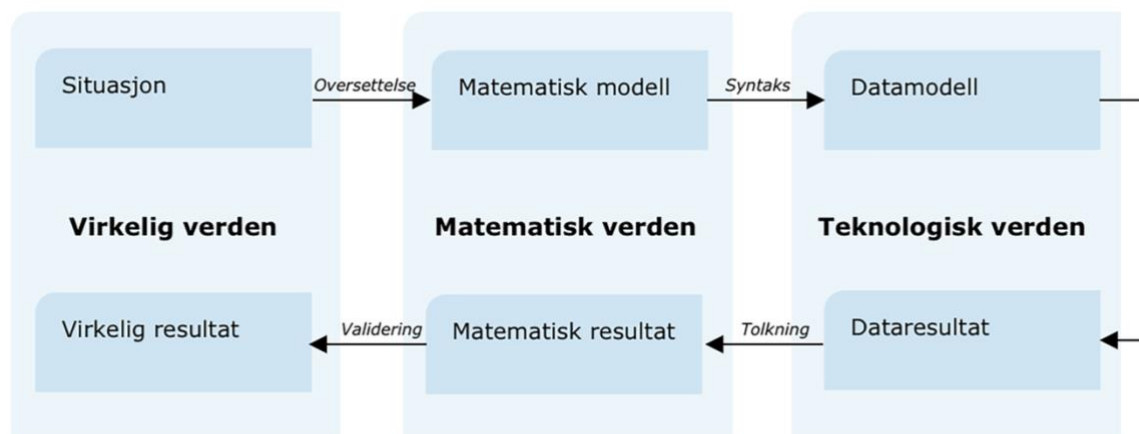 Situasjon
Oversettelse
Matematisk modell
Syntaks
Datamodell
Virkelig verden
Matematisk verden
Teknologisk verden
Virkelig resultat
Validering
Matematisk resultat
Tolkning
Dataresultat